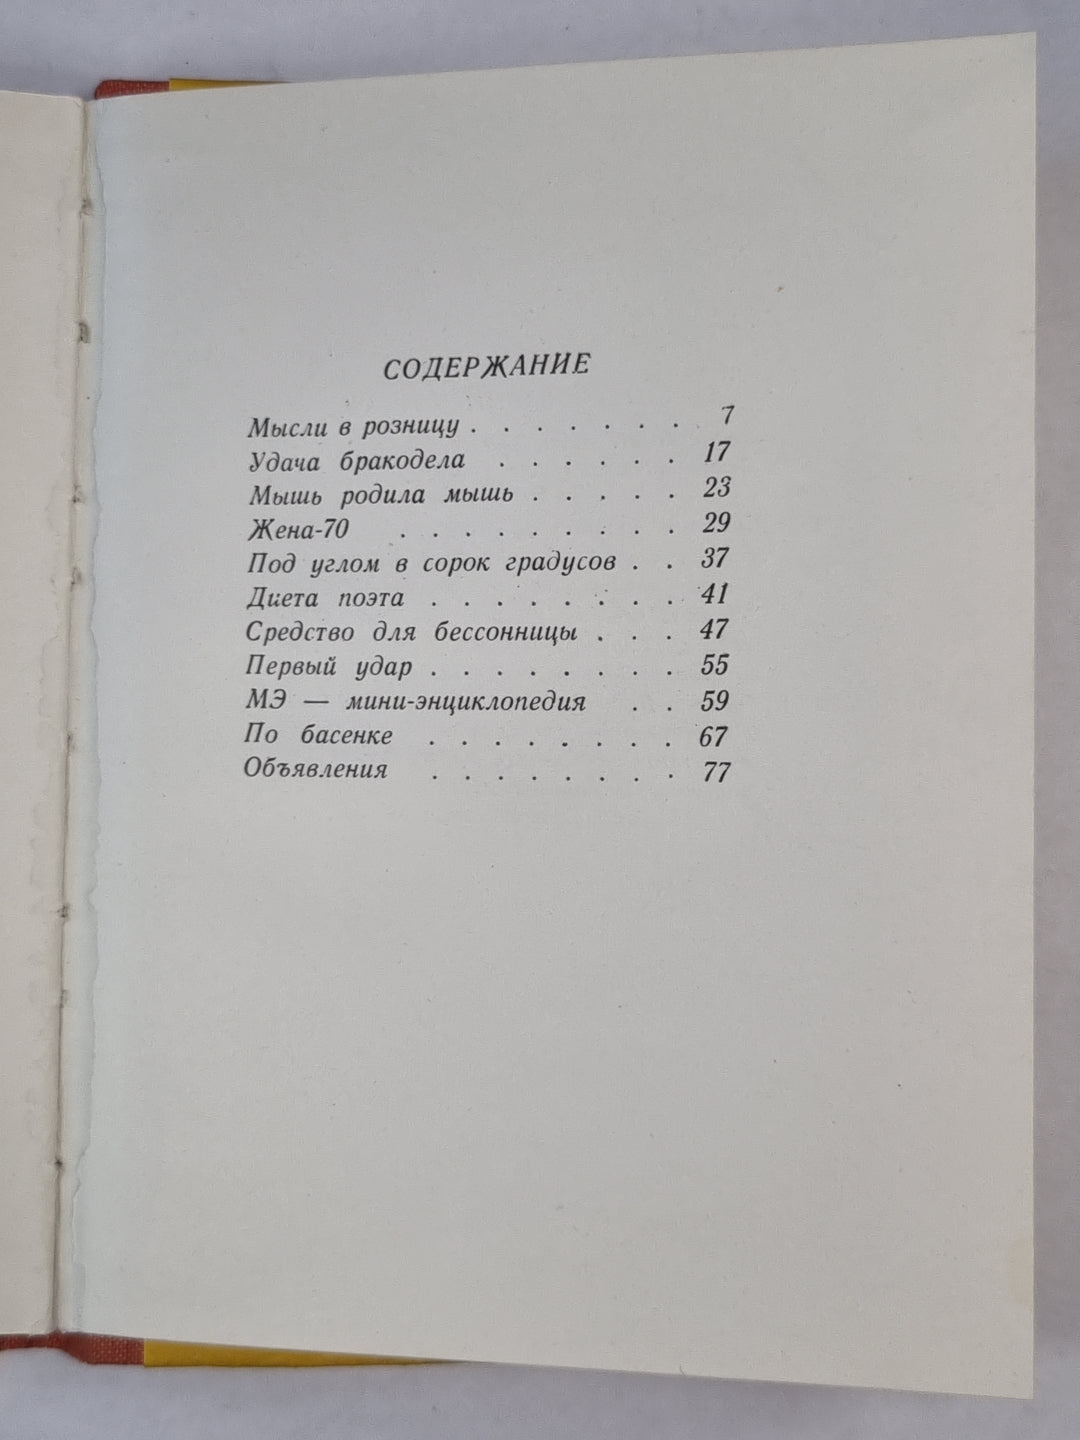 СОДЕРЖАНИЕ
Мысли в розницу . . . . . . . 7
Удача бракодела . . . . . . 17
Мышь родила мышь . . . . . 23
Жена-70 . . . . . . . . . 29
Под углом в сорок градусов . . 37
Диета поэта . . . . . . . . 41
Средство для бессонницы . . . 47
Первый удар . . . . . . . . 55
МЭ — мини-энциклопедия . . 59
По басенке . . . . . . . . 67
Объявления . . . . . . . . 77